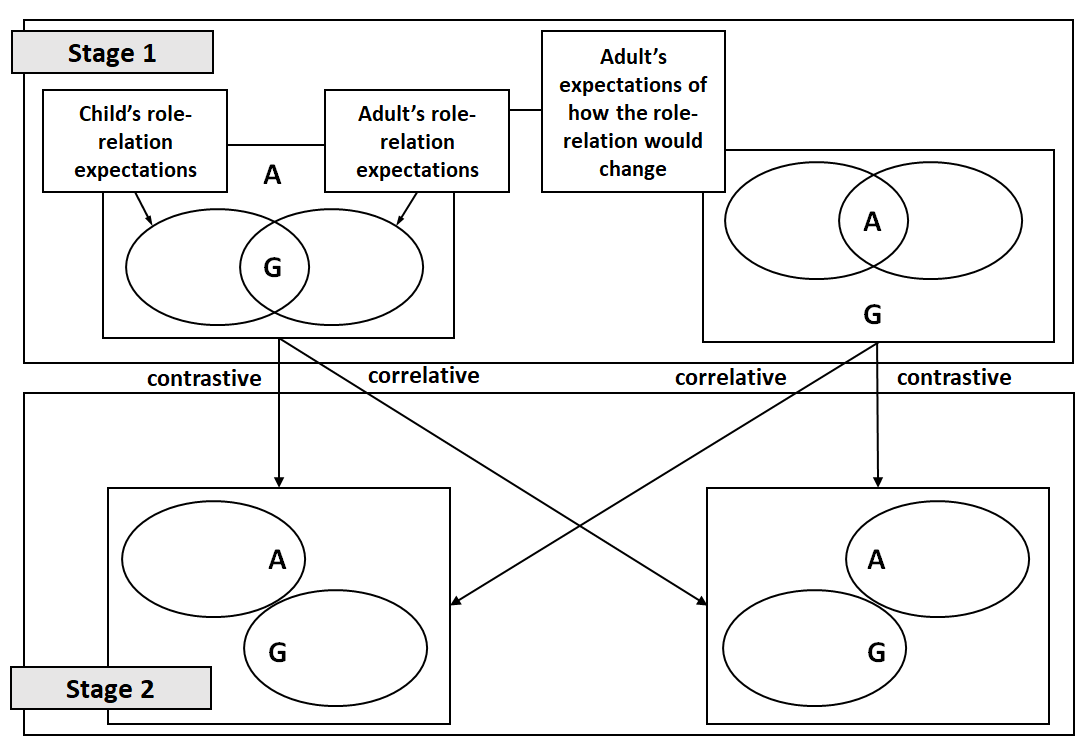 Stage 1
Child's role-
relation
expectations
Adult's role-
relation
expectations
Adult's
expectations of
how the role-
relation would
change
A
G
A
G
contrastive
correlative
correlative
contrastive
A
G
A
G
Stage 2